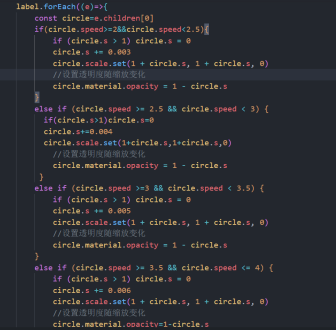 label.forEach((e)=>{
const circle=e.children[0]
if(circle.speed>=2&&circle.speed<2.5){
if (circle.s > 1) circle.s = 0
circle.s += 0.003
circle.scale.set(1 + circle.s, 1 + circle.s, 0)
//设置透明度随缩放变化
circle.material.opacity = 1 - circle.s
}
else if (circle.speed >= 2.5 && circle.speed < 3) {
if(circle.s>1)circle.s=0
circle.s+=0.004
circle.scale.set(1+circle.s,1+circle.s,0)
//设置透明度随缩放变化
circle.material.opacity = 1 - circle.s
}
else if (circle.speed >=3 && circle.speed < 3.5) {
if (circle.s > 1) circle.s = 0
circle.s += 0.005
circle.scale.set(1 + circle.s, 1 + circle.s, 0)
//设置透明度随缩放变化
circle.material.opacity = 1 - circle.s
}
else if (circle.speed >= 3.5 && circle.speed <= 4) {
if (circle.s > 1) circle.s = 0
circle.s += 0.006
circle.scale.set(1 + circle.s, 1 + circle.s, 0)
//设置透明度随缩放变化
circle.material.opacity=1-circle.s